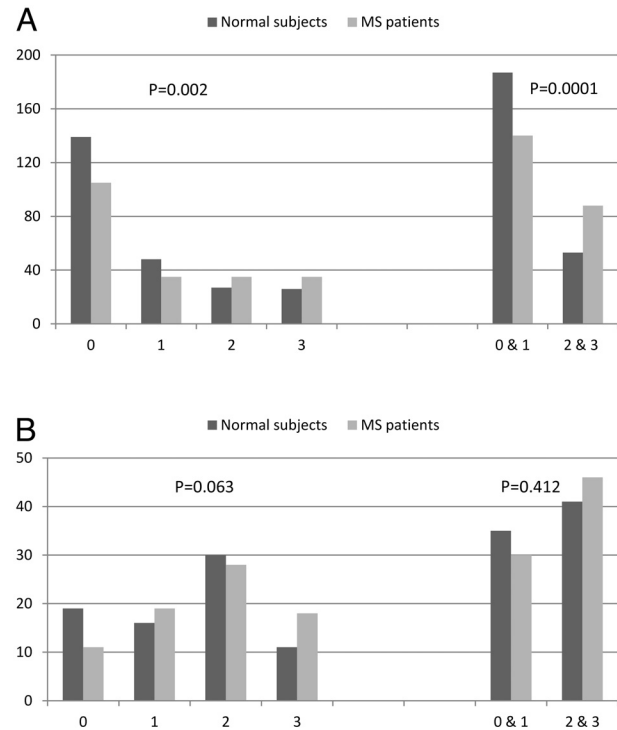 A
Normal subjects MS patients
200
P=0.002 P=0.0001
160
120
80
40
0
0 1 2 3 0 & 1 2 & 3
B
Normal subjects MS patients
50
P=0.063 P=0.412
40
30
20
10
0
0 1 2 3 0 & 1 2 & 3